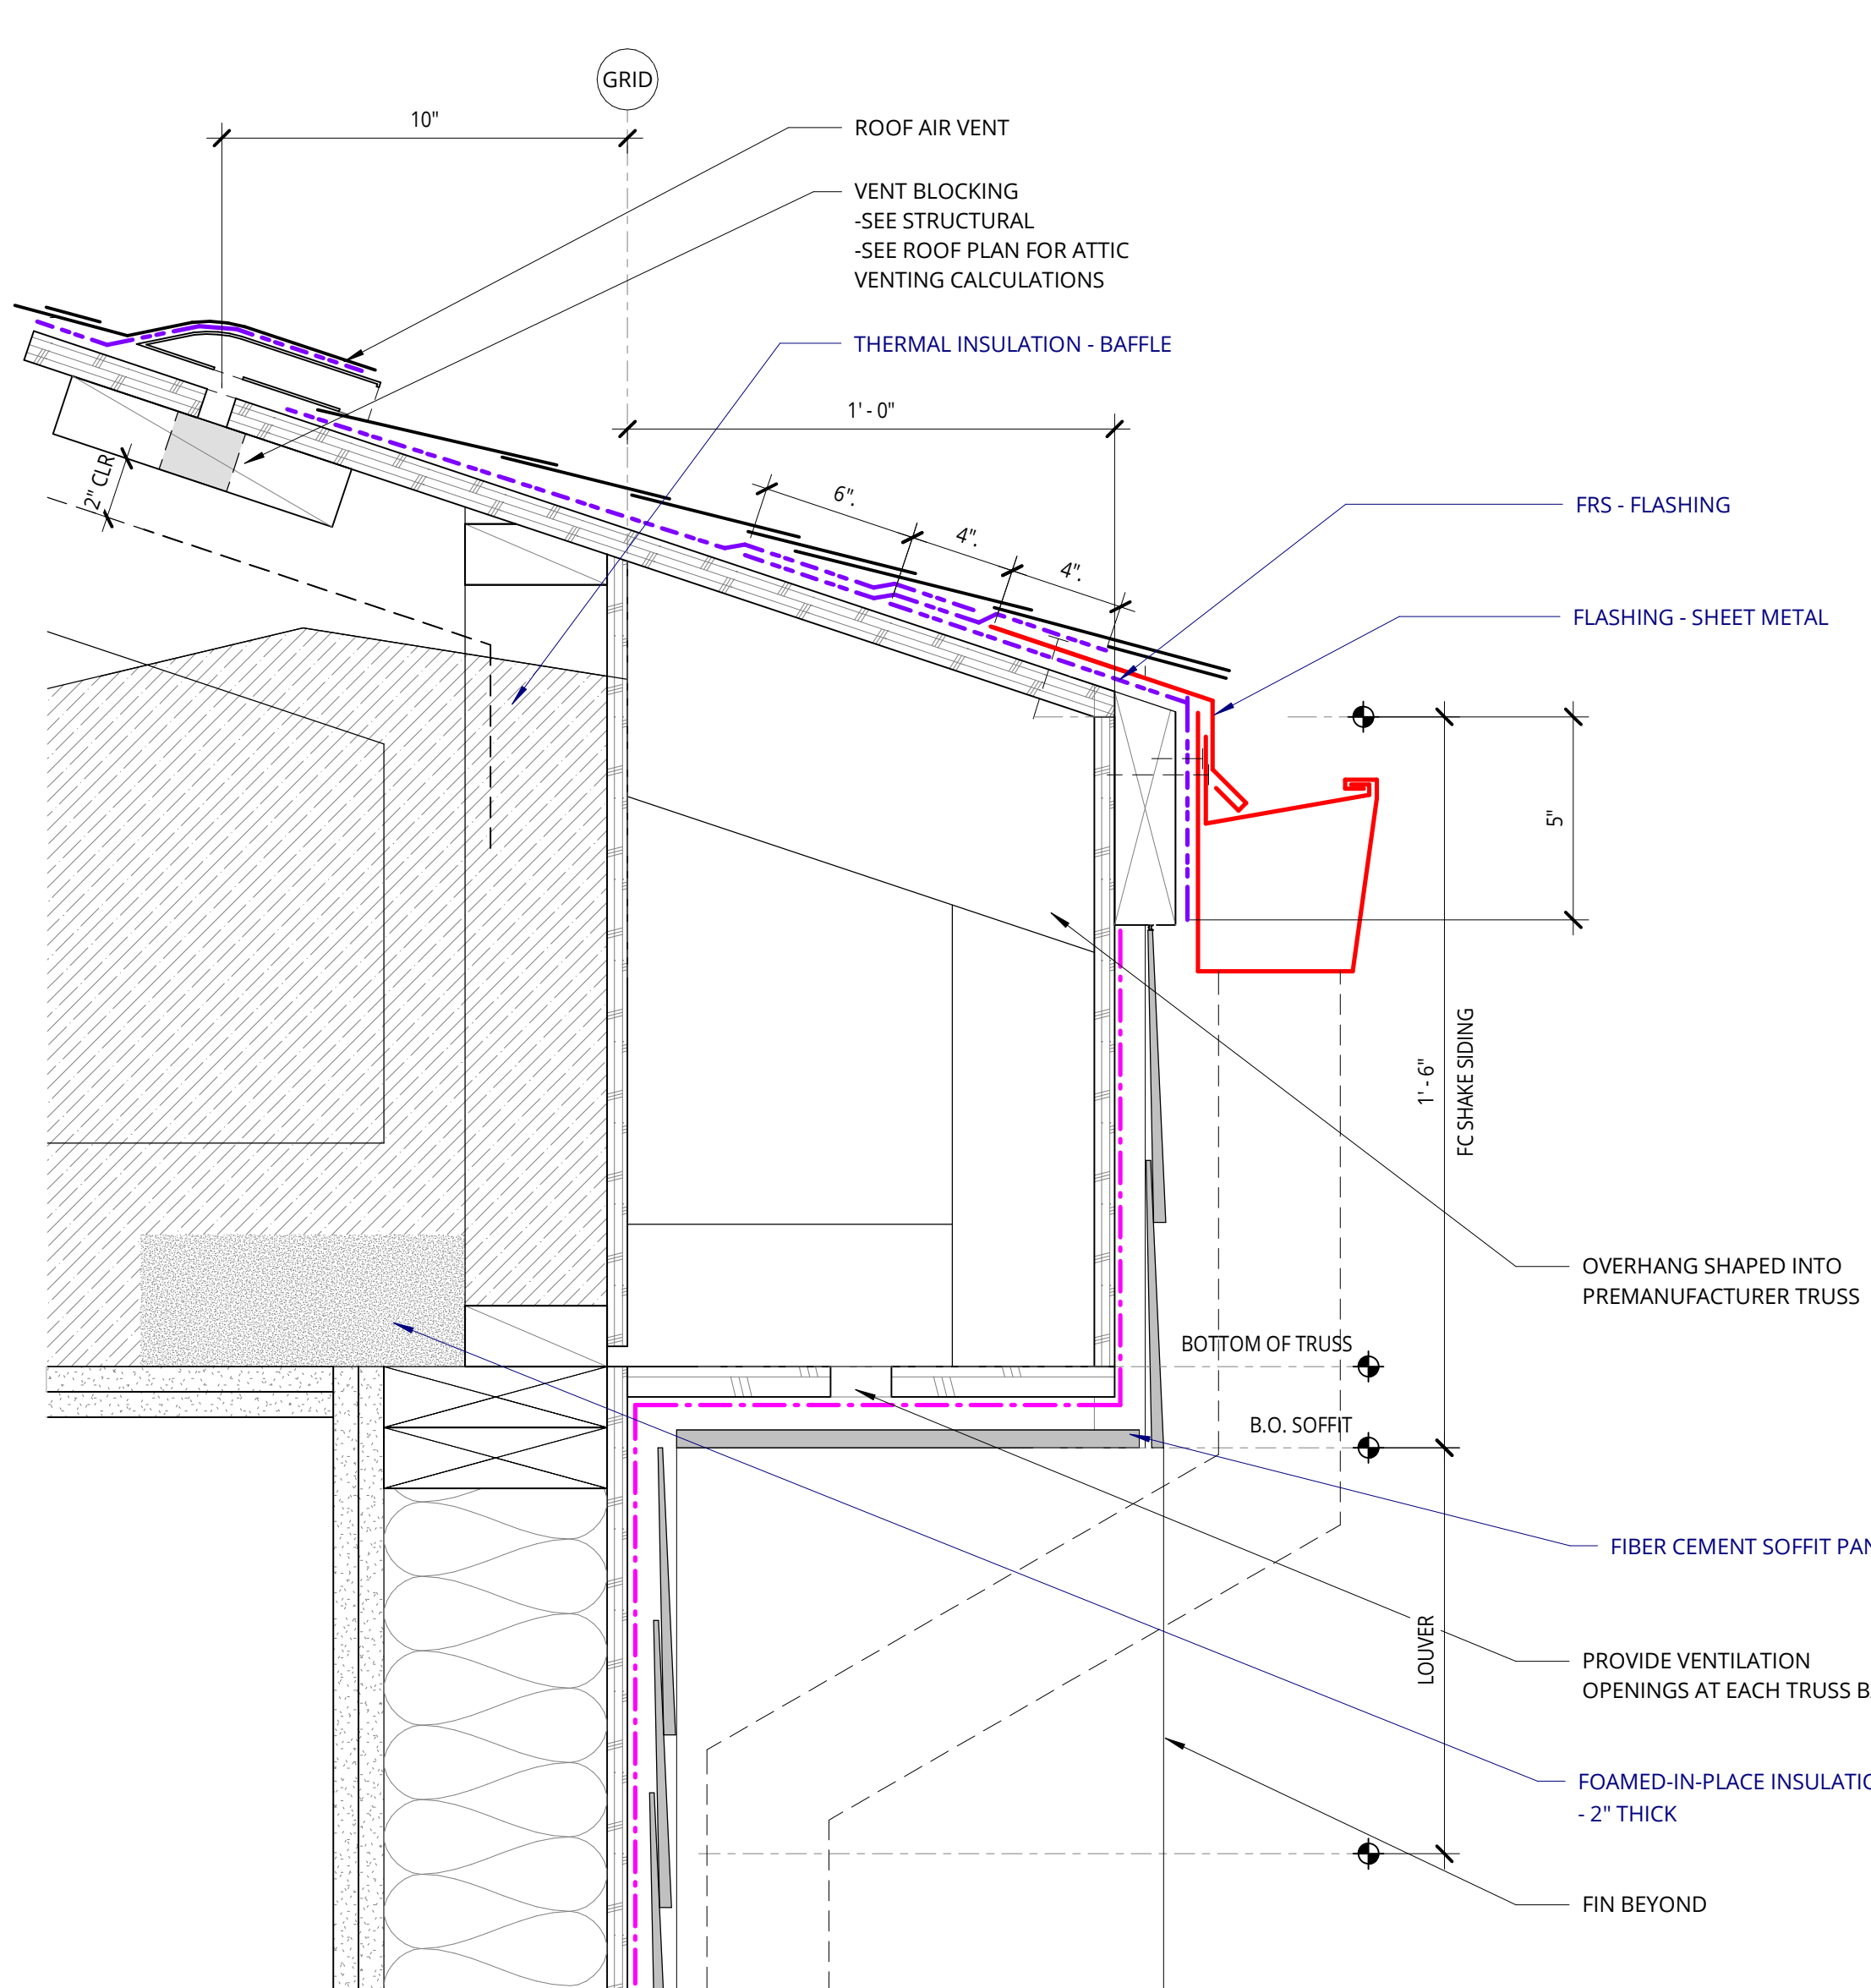 GRID
10"
ROOF AIR VENT
VENT BLOCKING
-SEE STRUCTURAL
-SEE ROOF PLAN FOR ATTIC
VENTING CALCULATIONS
THERMAL INSULATION - BAFFLE
1' - 0"
2" CLR
6".
4".
4".
FRS - FLASHING
FLASHING - SHEET METAL
5"
1' - 6"
FC SHAKE SIDING
OVERHANG SHAPED INTO
PREMANUFACTURER TRUSS
BOTTOM OF TRUSS
B.O. SOFFIT
FIBER CEMENT SOFFIT PAN
LOUVER
PROVIDE VENTILATION
OPENINGS AT EACH TRUSS
FOAMED-IN-PLACE INSULATIO
- 2" THICK
FIN BEYOND